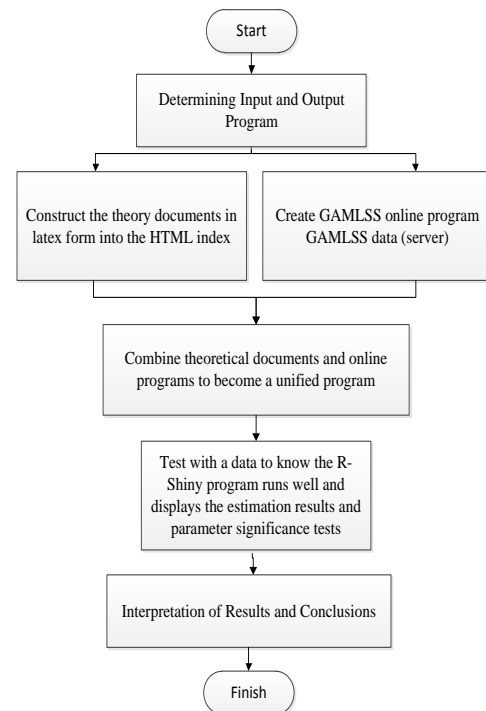 Start
Determining Input and Output
Program
Construct the theory documents in
latex form into the HTML index
Create GAMLSS online program
GAMLSS data (server)
Combine theoretical documents and online
programs to become a unified program
Test with a data to know the R-
Shiny program runs well and
displays the estimation results and
parameter significance tests
Interpretation of Results and Conclusions
Finish